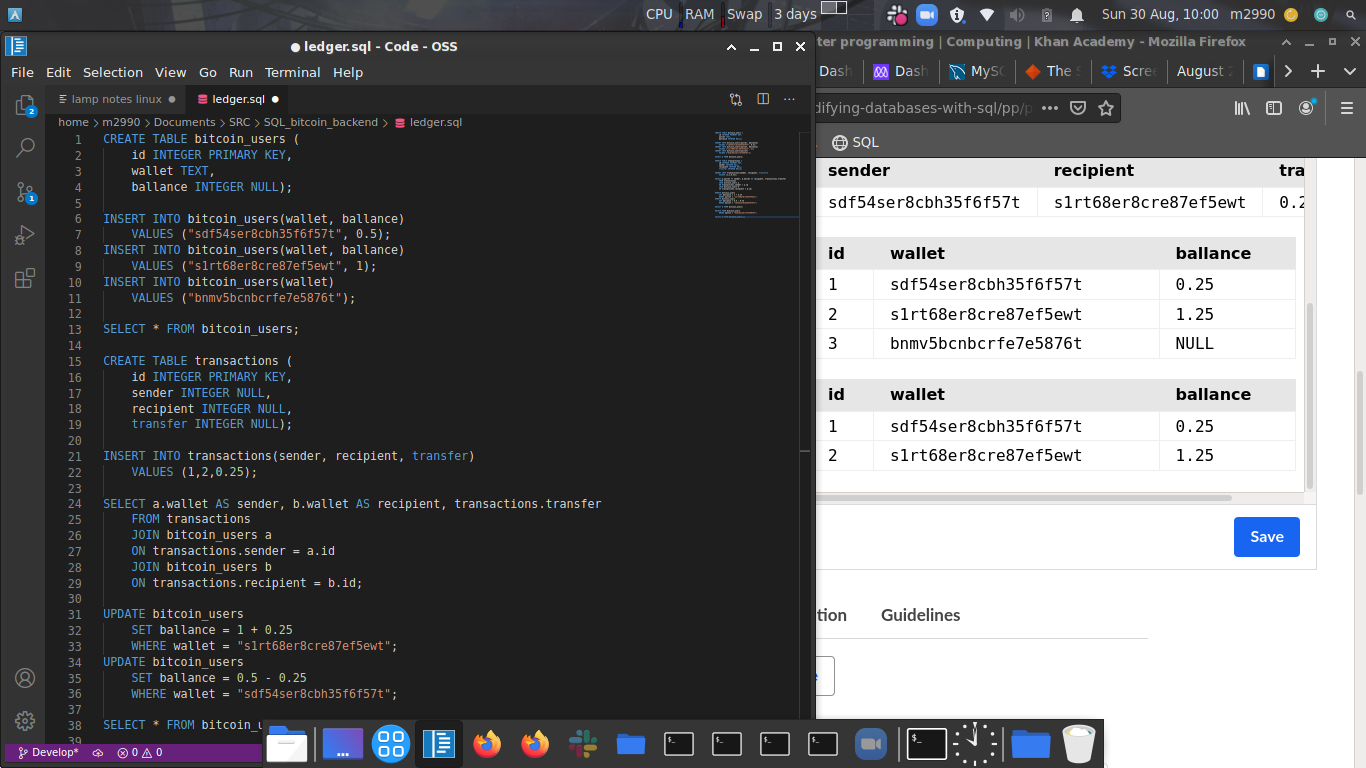 CPU RAM Swap 3 days Sun 30 Aug, 10:00 m2990
● ledger.sql - Code - OSS
File Edit Selection View Go Run Terminal Help
lamp notes linux ● ledger.sql ●
home > m2990 > Documents > SRC > SQL_bitcoin_backend > ledger.sql
1 CREATE TABLE bitcoin_users (
2 id INTEGER PRIMARY KEY,
3 wallet TEXT,
4 ballance INTEGER NULL);
5
6 INSERT INTO bitcoin_users(wallet, ballance)
7 VALUES ("sdf54ser8cbh35f6f57t", 0.5);
8 INSERT INTO bitcoin_users(wallet, ballance)
9 VALUES ("s1rt68er8cre87ef5ewt", 1);
10 INSERT INTO bitcoin_users(wallet)
11 VALUES ("bnmv5bcnbcrfe7e5876t");
12
13 SELECT * FROM bitcoin_users;
14
15 CREATE TABLE transactions (
16 id INTEGER PRIMARY KEY,
17 sender INTEGER NULL,
18 recipient INTEGER NULL,
19 transfer INTEGER NULL);
20
21 INSERT INTO transactions(sender, recipient, transfer)
22 VALUES (1,2,0.25);
23
24 SELECT a.wallet AS sender, b.wallet AS recipient, transactions.transfer
25 FROM transactions
26 JOIN bitcoin_users a
27 ON transactions.sender = a.id
28 JOIN bitcoin_users b
29 ON transactions.recipient = b.id;
30
31 UPDATE bitcoin_users
32 SET ballance = 1 + 0.25
33 WHERE wallet = "s1rt68er8cre87ef5ewt";
34 UPDATE bitcoin_users
35 SET ballance = 0.5 - 0.25
36 WHERE wallet = "sdf54ser8cbh35f6f57t";
37
38 SELECT * FROM bitcoin_u
39
2
1
Develop* 0 0
ter programming | Computing | Khan Academy - Mozilla Firefox
Dash Dash MySQ The S Scree August 2
difying-databases-with-sql/pp/p
SQL
sender recipient tra
sdf54ser8cbh35f6f57t s1rt68er8cre87ef5ewt 0.2
id wallet ballance
1 sdf54ser8cbh35f6f57t 0.25
2 s1rt68er8cre87ef5ewt 1.25
3 bnmv5bcnbcrfe7e5876t NULL
id wallet ballance
1 sdf54ser8cbh35f6f57t 0.25
2 s1rt68er8cre87ef5ewt 1.25
Save
tion Guidelines